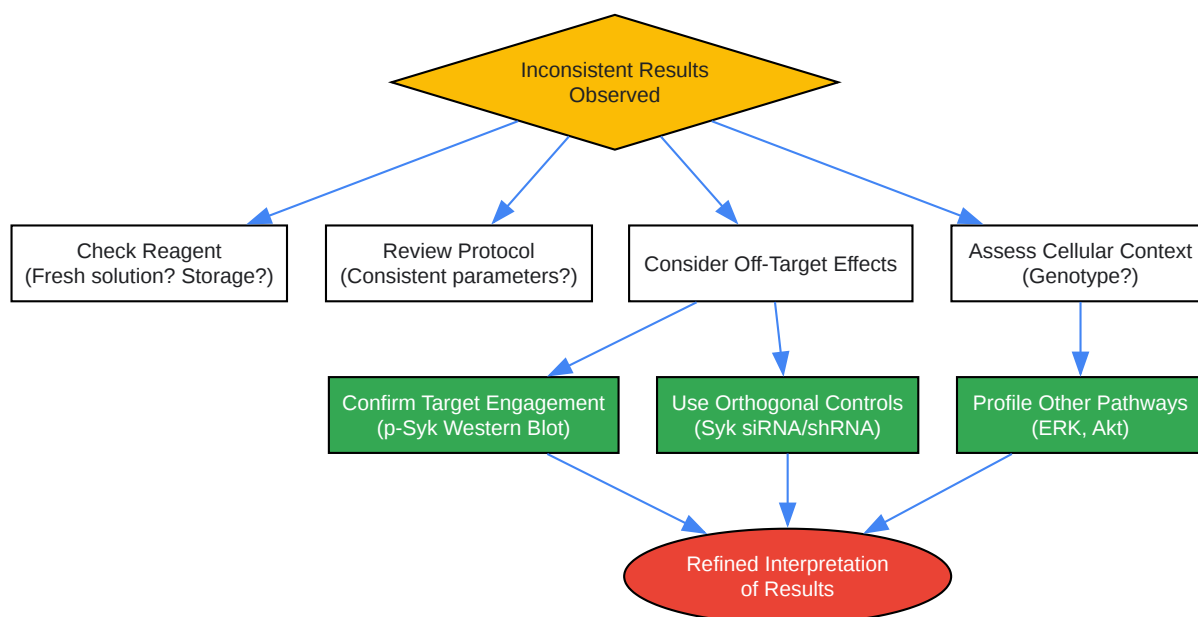 Inconsistent Results
Observed
Check Reagent
(Fresh solution? Storage?)
Review Protocol
(Consistent parameters?)
Consider Off-Target Effects
Assess Cellular Context
(Genotype?)
Confirm Target Engagement
(p-Syk Western Blot)
Use Orthogonal Controls
(Syk siRNA/shRNA)
Profile Other Pathways
(ERK, Akt)
Refined Interpretation
of Results